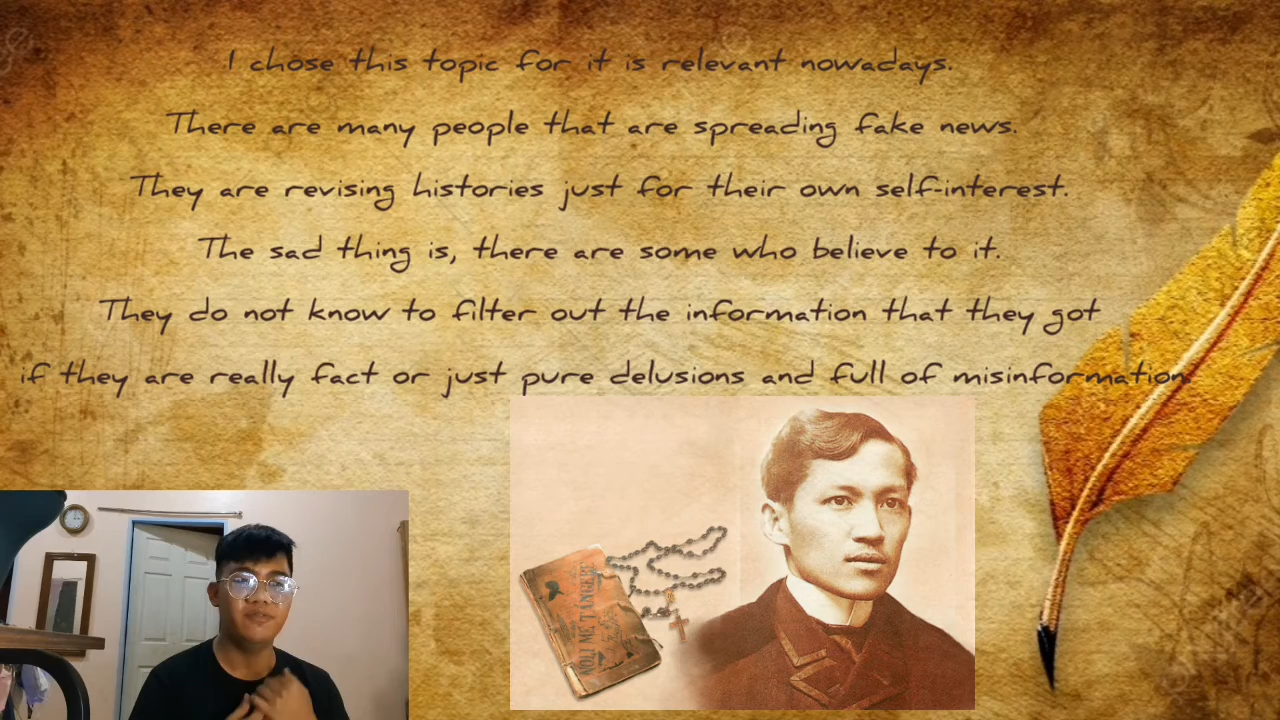 I chose this topic for it is relevant nowadays.
There are many people that are spreading fake news.
They are revising histories just for their own self-interest.
The sad thing is, there are some who believe to it.
They do not know to filter out the information that they got
if they are really fact or just pure delusions and full of misinformation.
NOLI ME TANGERE